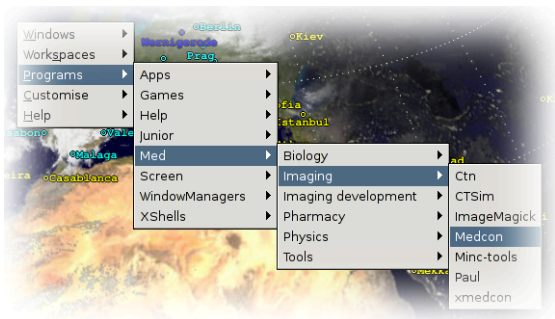 Windows
Workspaces
Programs
Customise
Help
Apps
Games
Help
Junior
Med
Screen
WindowManagers
XShells
Biology
Imaging
Imaging development
Pharmacy
Physics
Tools
Ctn
CTSim
ImageMagick
Medcon
Minc-tools
Paul
xmedcon
Berlin
Wernigerode
Kiev
Prag
Malaga
Casablanca